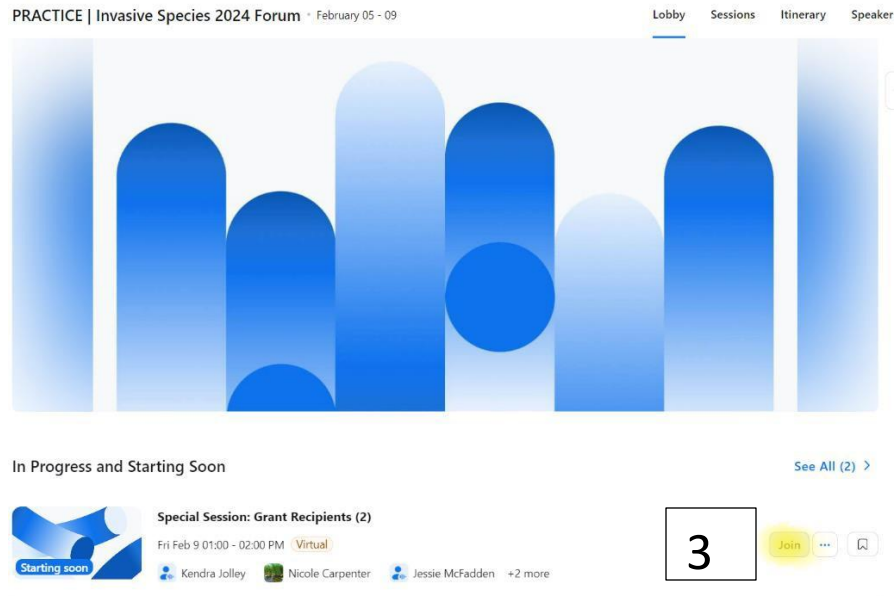 PRACTICE | Invasive Species 2024 Forum • February 05 - 09
Lobby Sessions Itinerary Speaker
In Progress and Starting Soon
See All (2) >
Special Session: Grant Recipients (2)
Fri Feb 9 01:00 - 02:00 PM Virtual
Starting soon
Kendra Jolley Nicole Carpenter Jessie McFadden +2 more
3
Join ...